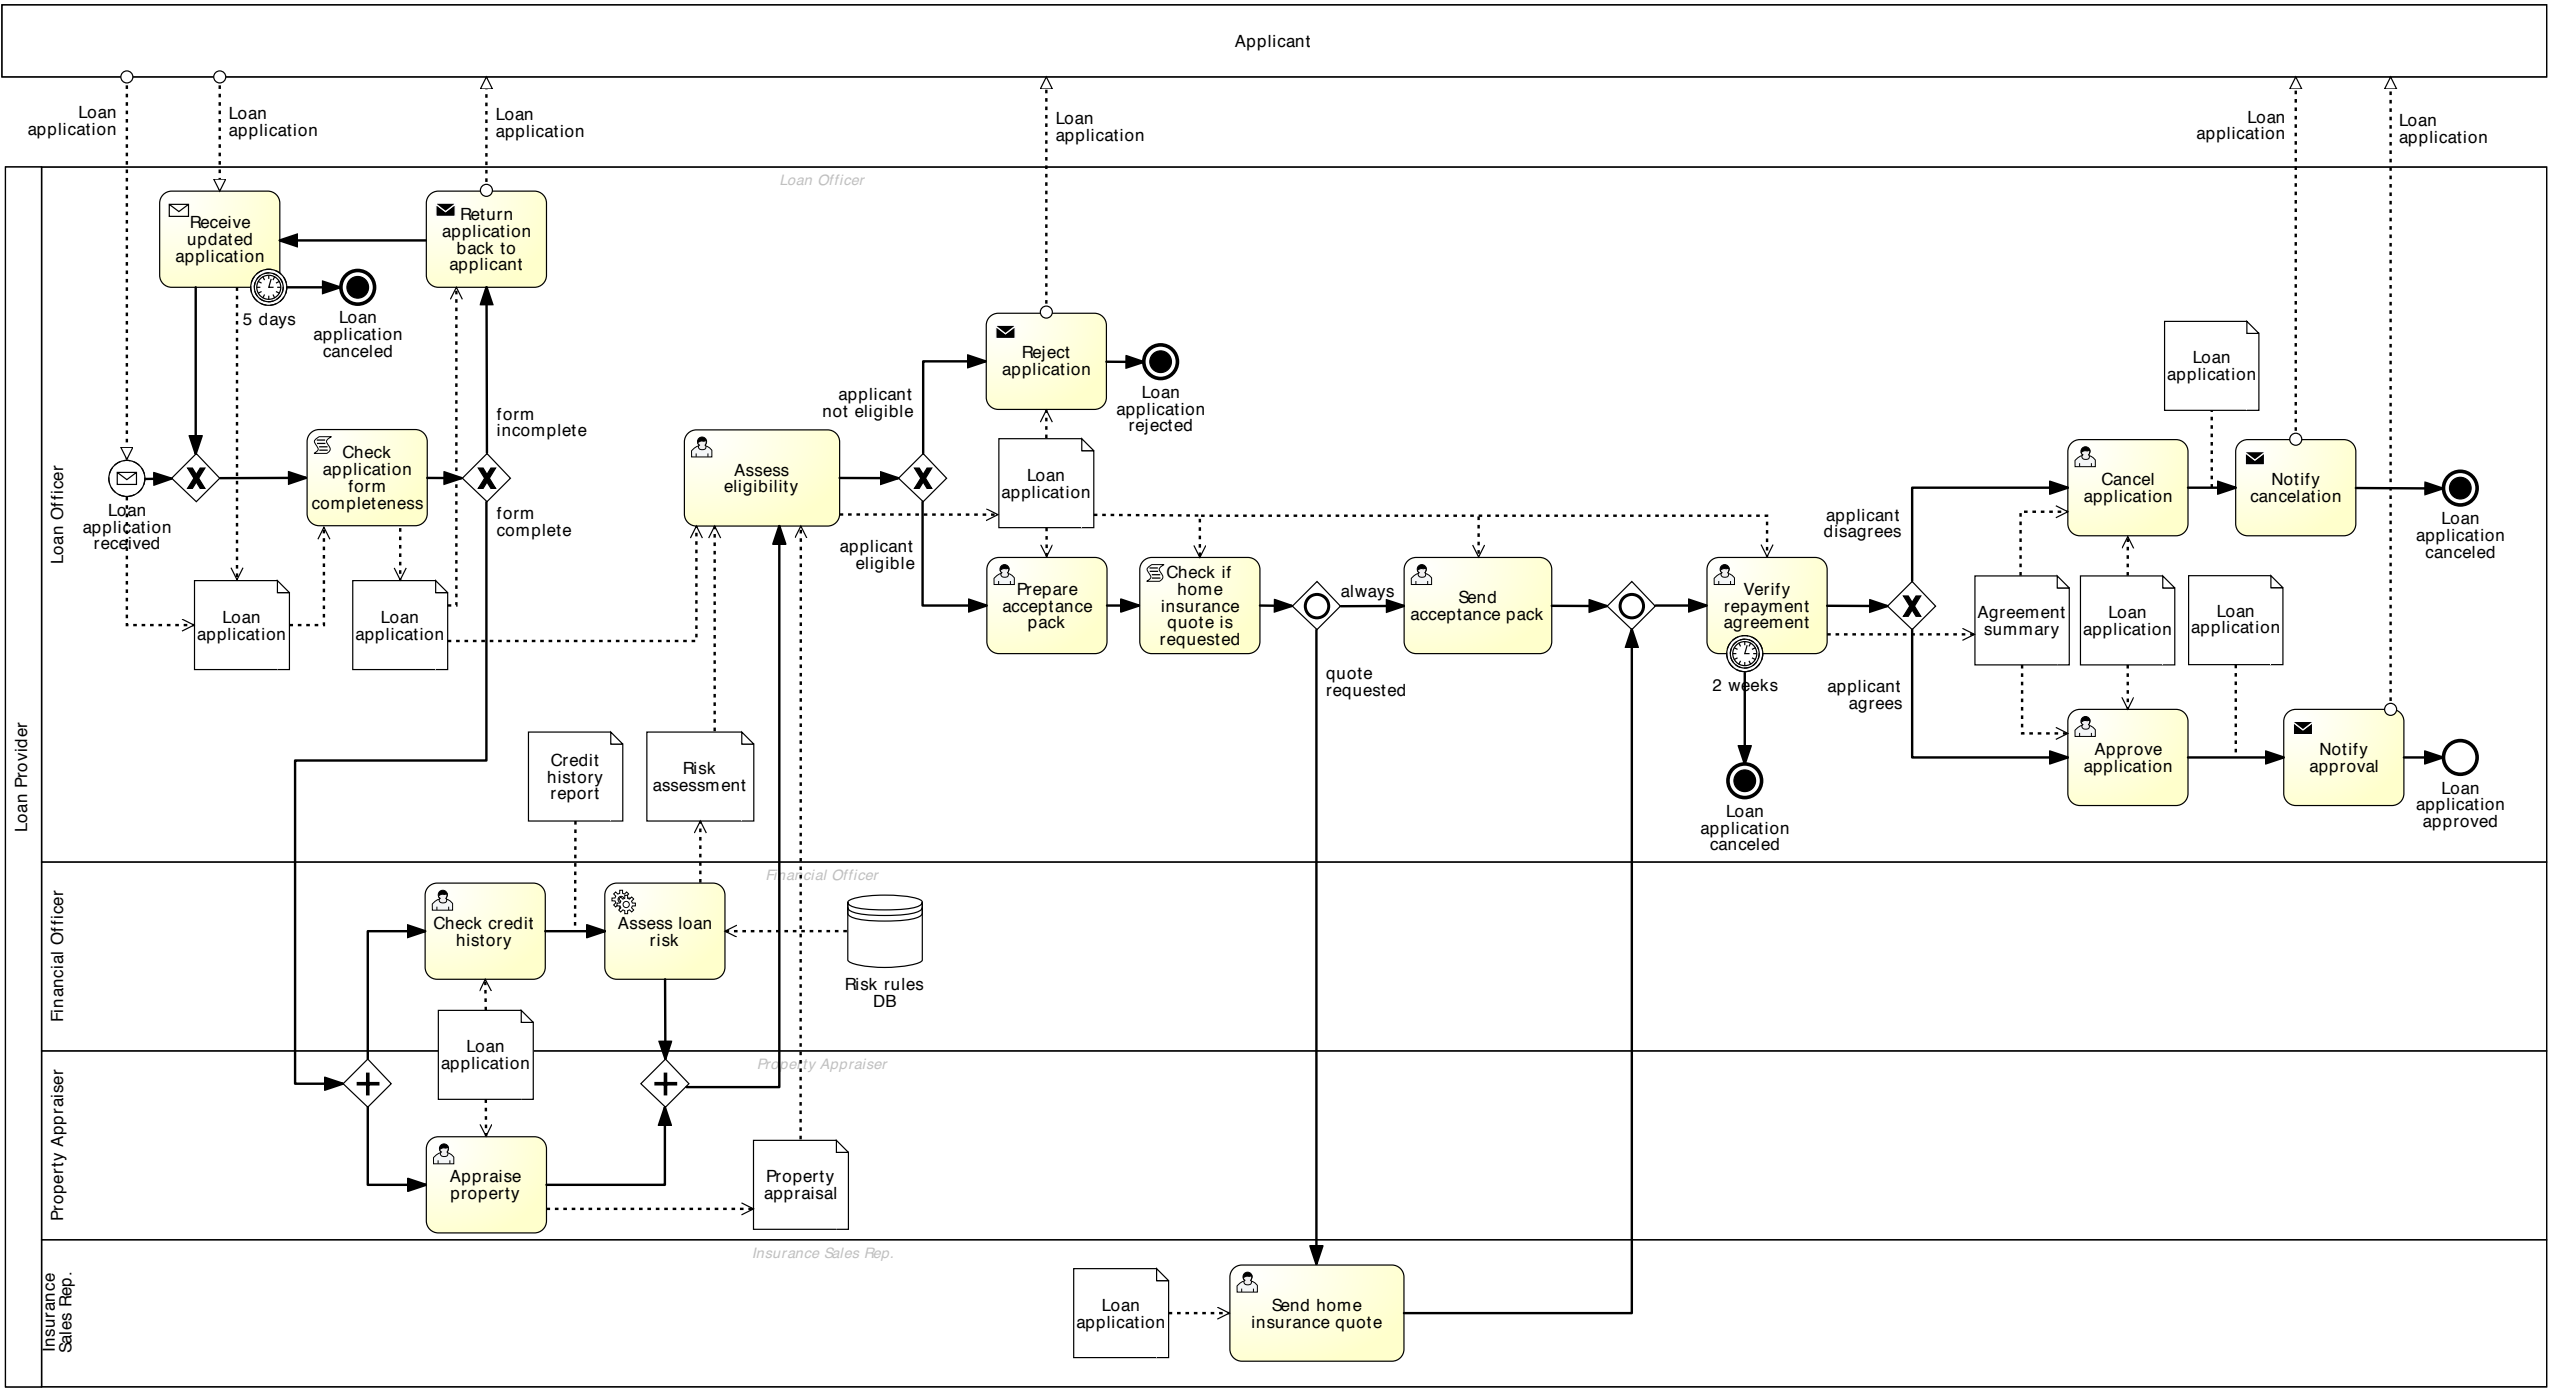 Applicant
Loan
application
Loan
application
Loan
application
Loan
application
Loan
application
Loan
application
Loan Provider
Loan Officer
Loan Officer
Receive
updated
application
5 days
Loan
application
canceled
Return
application
back to
applicant
form
incomplete
form
complete
Loan
application
received
Check
application
form
completeness
Loan
application
Loan
application
Assess
eligibility
applicant
not eligible
applicant
eligible
Reject
application
Loan
application
rejected
Loan
application
Prepare
acceptance
pack
Check if
home
insurance
quote is
requested
always
quote
requested
Send
acceptance pack
Verify
repayment
agreement
2 weeks
Loan
application
canceled
applicant
disagrees
applicant
agrees
Agreement
summary
Loan
application
Loan
application
Loan
application
Cancel
application
Notify
cancelation
Loan
application
canceled
Approve
application
Notify
approval
Loan
application
approved
Credit
history
report
Risk
assessment
Financial Officer
Financial Officer
Check credit
history
Assess loan
risk
Risk rules
DB
Loan
application
Property Appraiser
Property Appraiser
Appraise
property
Property
appraisal
Insurance
Sales Rep.
Insurance Sales Rep.
Loan
application
Send home
insurance quote